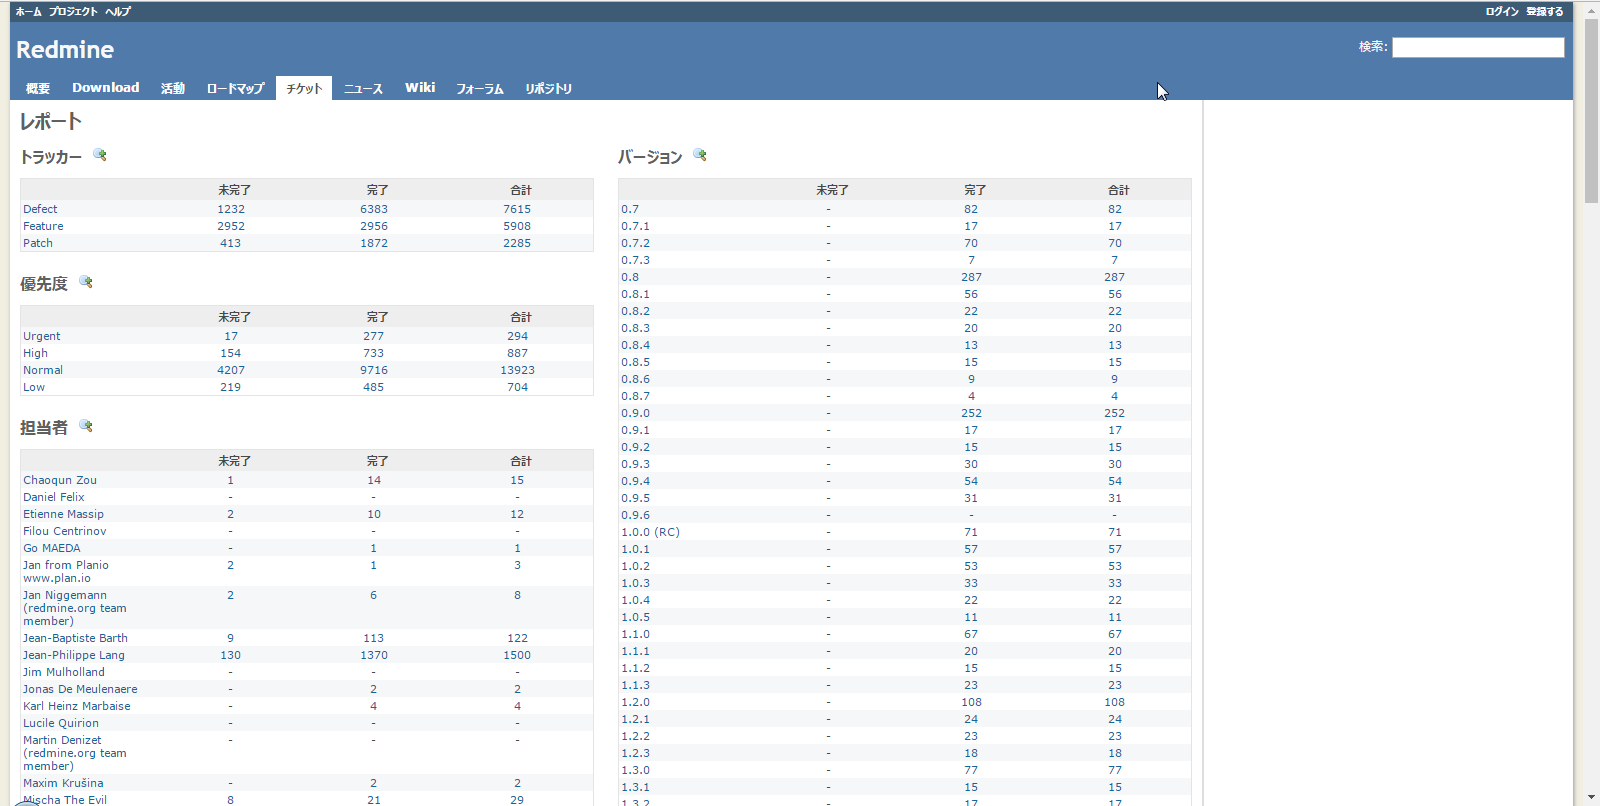 ホーム プロジェクト ヘルプ
ログイン 登録する
Redmine
検索:
概要 Download 活動 ロードマップ チケット ニュース Wiki フォーラム リポジトリ
レポート
トラッカー
未完了 完了 合計
Defect 1232 6383 7615
Feature 2952 2956 5908
Patch 413 1872 2285
優先度
未完了 完了 合計
Urgent 17 277 294
High 154 733 887
Normal 4207 9716 13923
Low 219 485 704
担当者
未完了 完了 合計
Chaoqun Zou 1 14 15
Daniel Felix - - -
Etienne Massip 2 10 12
Filou Centrinov - - -
Go MAEDA - 1 1
Jan from Planio 2 1 3
www.plan.io
Jan Niggemann 2 6 8
(redmine.org team
member)
Jean-Baptiste Barth 9 113 122
Jean-Philippe Lang 130 1370 1500
Jim Mulholland - - -
Jonas De Meulenaere - 2 2
Karl Heinz Marbaise - 4 4
Lucile Quirion - - -
Martin Denizet - - -
(redmine.org team
member)
Maxim Krušina - 2 2
Mischa The Evil 8 21 29
バージョン
未完了 完了 合計
0.7 - 82 82
0.7.1 - 17 17
0.7.2 - 70 70
0.7.3 - 7 7
0.8 - 287 287
0.8.1 - 56 56
0.8.2 - 22 22
0.8.3 - 20 20
0.8.4 - 13 13
0.8.5 - 15 15
0.8.6 - 9 9
0.8.7 - 4 4
0.9.0 - 252 252
0.9.1 - 17 17
0.9.2 - 15 15
0.9.3 - 30 30
0.9.4 - 54 54
0.9.5 - 31 31
0.9.6 - - -
1.0.0 (RC) - 71 71
1.0.1 - 57 57
1.0.2 - 53 53
1.0.3 - 33 33
1.0.4 - 22 22
1.0.5 - 11 11
1.1.0 - 67 67
1.1.1 - 20 20
1.1.2 - 15 15
1.1.3 - 23 23
1.2.0 - 108 108
1.2.1 - 24 24
1.2.2 - 23 23
1.2.3 - 18 18
1.3.0 - 77 77
1.3.1 - 15 15
1.3.2 - 17 17